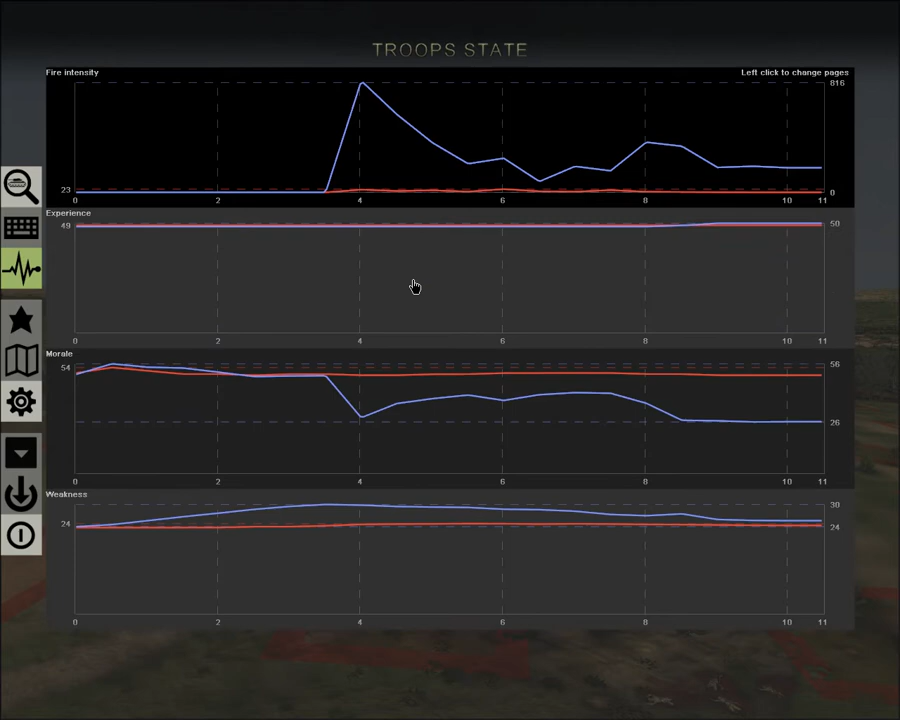 TROOPS STATE
Fire intensity
Left click to change pages
816
23
0
0 2 4 6 8 10 11
Experience
49
50
0 2 4 6 8 10 11
Morale
54
56
26
0 2 4 6 8 10 11
Weakness
30
24
24
0 2 4 6 8 10 11